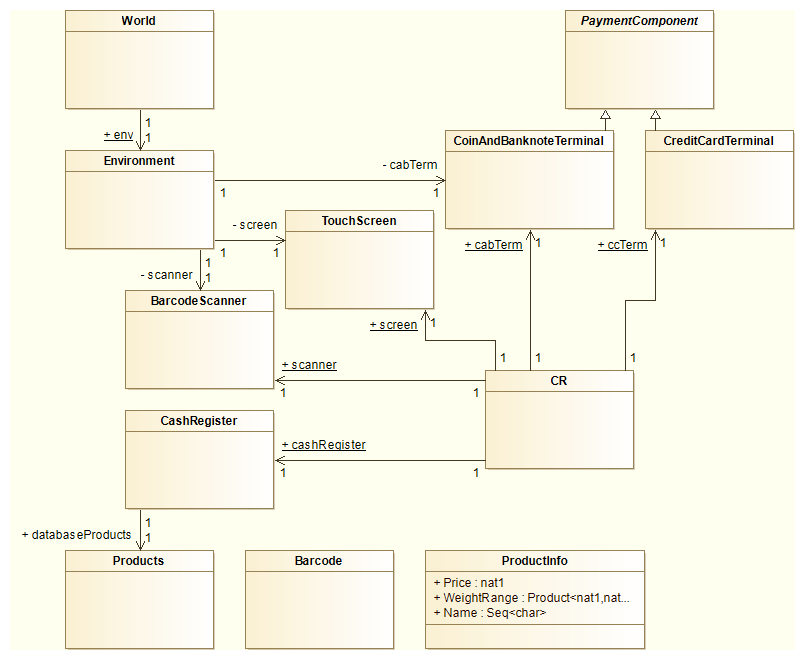 World
PaymentComponent
+ env
1
1
Environment
CoinAndBanknoteTerminal
CreditCardTerminal
- cabTerm
1
1
- screen
1
1
TouchScreen
+ cabTerm
1
+ ccTerm
1
- scanner
1
1
BarcodeScanner
+ screen
1
+ scanner
1
1
1
1
1
CR
CashRegister
+ cashRegister
1
1
+ databaseProducts
1
1
Products
Barcode
ProductInfo
+ Price : nat1
+ WeightRange : Product<nat1,nat...
+ Name : Seq<char>